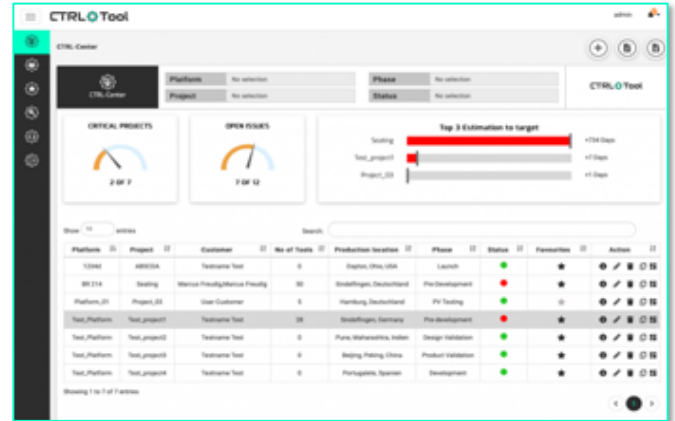 CTRL Tool admin
CTRL-Center
CTRL-Center Platform No selection Phase No selection CTRL Tool
Project No selection Status No selection
CRITICAL PROJECTS OPEN ISSUES Top 3 Estimation to target
Seating +734 Days
Test_project1 +7 Days
Project_03 +1 Days
2 OF 7 7 OF 12
Show 10 entries Search:
Platform Project Customer No of Tools Production location Phase Status Favourites Action
Testname Test 0 Dayton, Ohio, USA Launch
BR 214 Seating Marcus Freudig,Marcus Freudig 30 Sindelfingen, Deutschland Pre-Development
Platform_01 Project_03 User Customer 5 Hamburg, Deutschland PV Testing
Test_Platform Test_project1 Testname Test 28 Sindelfingen, Germany Pre-development
Test_Platform Test_project2 Testname Test 0 Pune, Maharashtra, Indien Design Validation
Test_Platform Test_project3 Testname Test 0 Beijing, Peking, China Product Validation
Test_Platform Test_project4 Testname Test 0 Portugalete, Spanien Development
Showing 1 to 7 of 7 entries
1